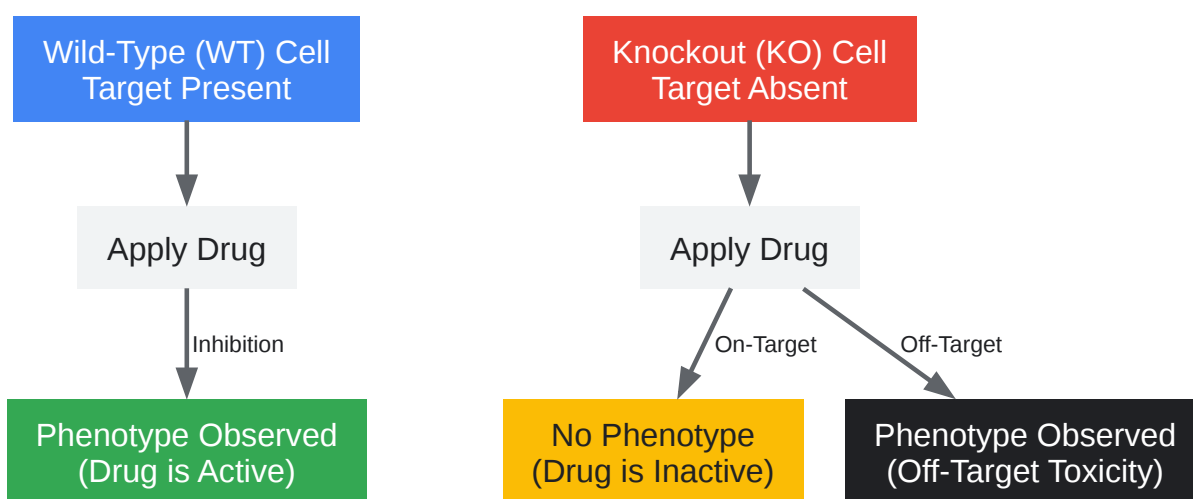 Wild-Type (WT) Cell
Target Present
Knockout (KO) Cell
Target Absent
Apply Drug
Apply Drug
Inhibition
On-Target
Off-Target
Phenotype Observed
(Drug is Active)
No Phenotype
(Drug is Inactive)
Phenotype Observed
(Off-Target Toxicity)